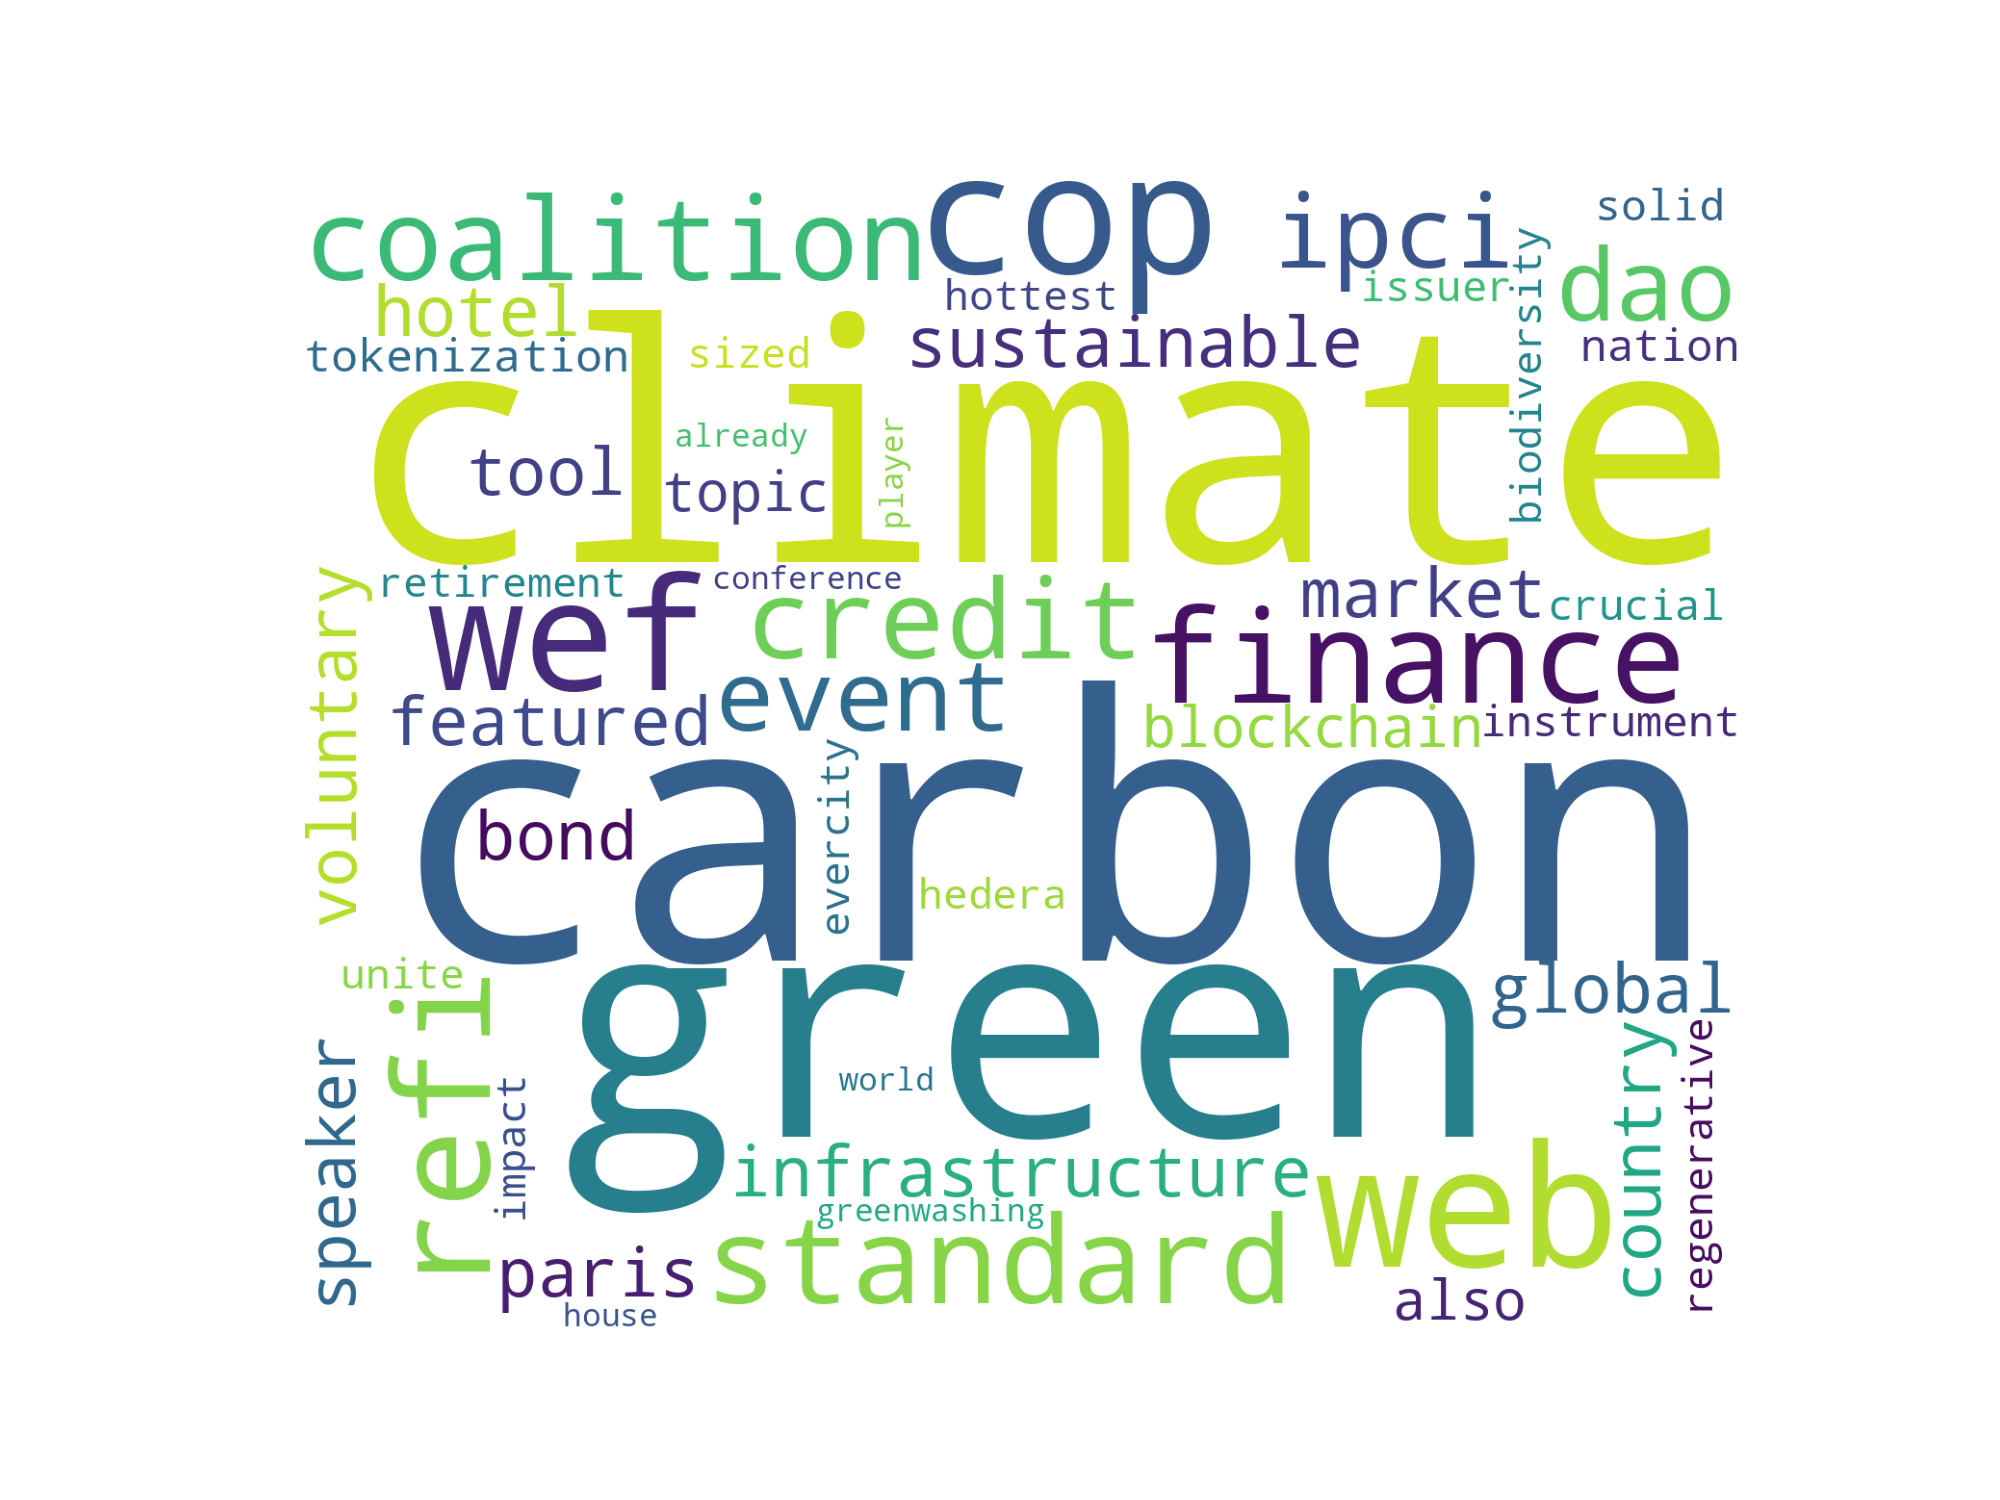 coalition
cop
ipci
solid
dao
hotel
hottest
issuer
biodiversity
nation
tokenization
sized
sustainable
climate
already
tool
topic
player
voluntary
retirement
conference
wef
credit
market
crucial
finance
featured
event
blockchain
instrument
carbon
bond
evercity
hedera
unite
green
global
refi
speaker
impact
world
country
regenerative
infrastructure
web
greenwashing
standard
paris
also
house